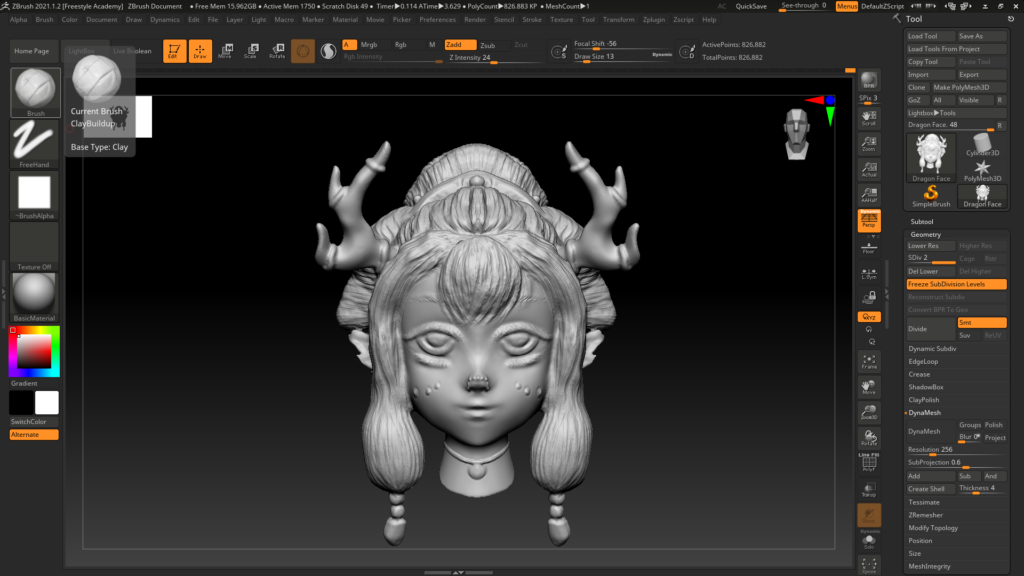 ZBrush 2021.1.2 [Freestyle Academy] ZBrush Document • Free Mem 15.962GB • Active Mem 1750 • Scratch Disk 49 • Timer▶0.114 ATime▶3.629 • PolyCount▶826.883 KP • MeshCount▶1 AC QuickSave See-through 0 Menus DefaultZScript
Alpha Brush Color Document Draw Dynamics Edit File Layer Light Macro Marker Material Movie Picker Preferences Render Stencil Stroke Texture Tool Transform Zplugin Zscript Help
Home Page LightBox Live Boolean
Edit Draw Move Scale Rotate
A Mrgb Rgb M
Rgb Intensity
Zadd Zsub Zcut
Z Intensity 24
Focal Shift -56
Draw Size 13 Dynamic
S
D
ActivePoints: 826,882
TotalPoints: 826,882
Brush
Current Brush
ClayBuildup
Base Type: Clay
FreeHand
~BrushAlpha
Texture Off
BasicMaterial
Gradient
SwitchColor
Alternate
BPR
SPix 3
Scroll
Zoom
Actual
AAHalf
Persp
Floor
L.Sym
Frame
Move
Zoom3D
Rotate
Line Fill
PolyF
Transp
Dynamic
Solo
Xpose
Tool
Load Tool Save As
Load Tools From Project
Copy Tool Paste Tool
Import Export
Clone Make PolyMesh3D
GoZ All Visible R
Lightbox▶Tools
Dragon Face. 48 R
Dragon Face
Cylinder3D
PolyMesh3D
SimpleBrush
Dragon Face
Subtool
Geometry
Lower Res Higher Res
SDiv 2 Cage Rstr
Del Lower Del Higher
Freeze SubDivision Levels
Reconstruct Subdiv
Convert BPR To Geo
Divide
Smt
Suv ReUV
Dynamic Subdiv
EdgeLoop
Crease
ShadowBox
ClayPolish
DynaMesh
DynaMesh
Groups Polish
Blur Project
Resolution 256
SubProjection 0.6
Add Sub And
Create Shell Thickness 4
Tessimate
ZRemesher
Modify Topology
Position
Size
MeshIntegrity